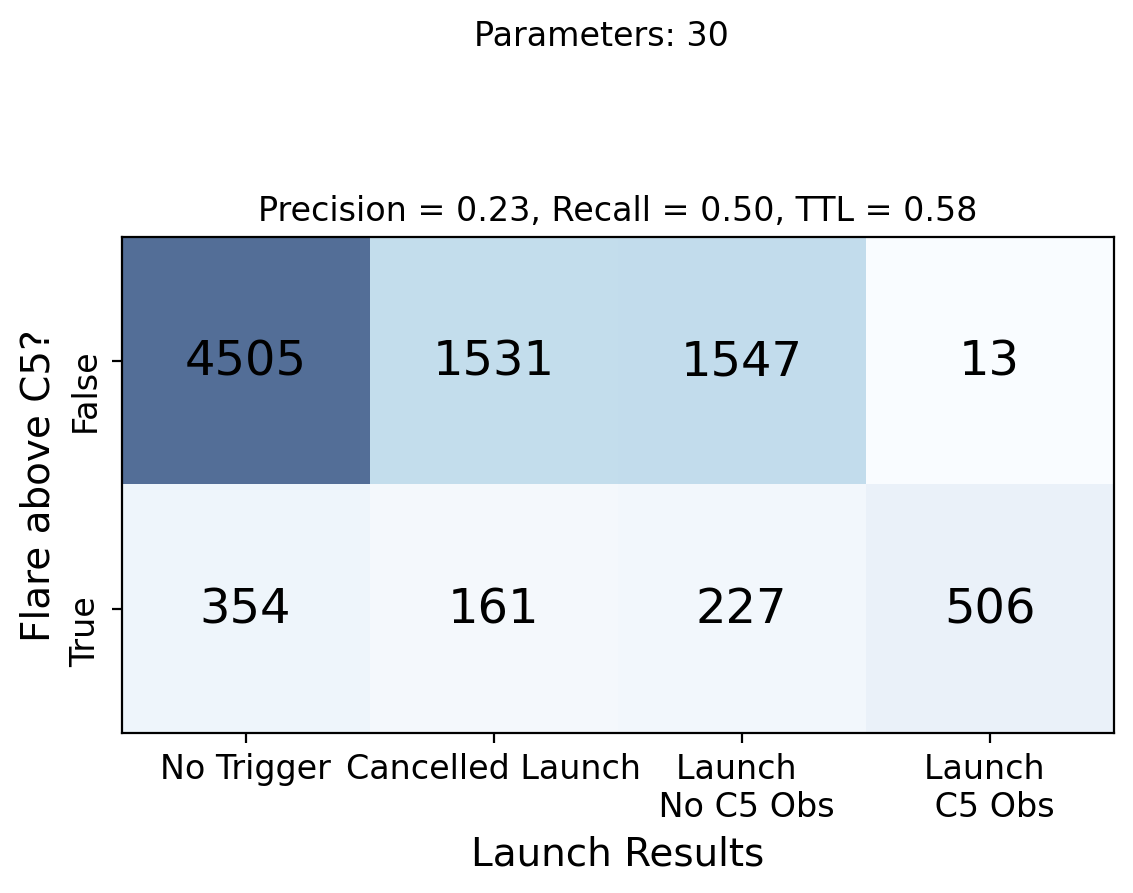 Parameters: 30
Precision = 0.23, Recall = 0.50, TTL = 0.58
Flare above C5?
False
4505 1531 1547 13
True
354 161 227 506
No Trigger Cancelled Launch Launch Launch
No C5 Obs C5 Obs
Launch Results